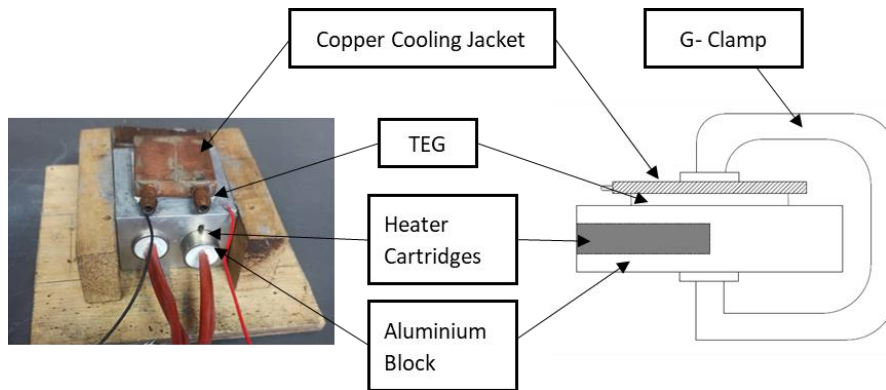 Copper Cooling Jacket
G- Clamp
TEG
Heater
Cartridges
Aluminium
Block